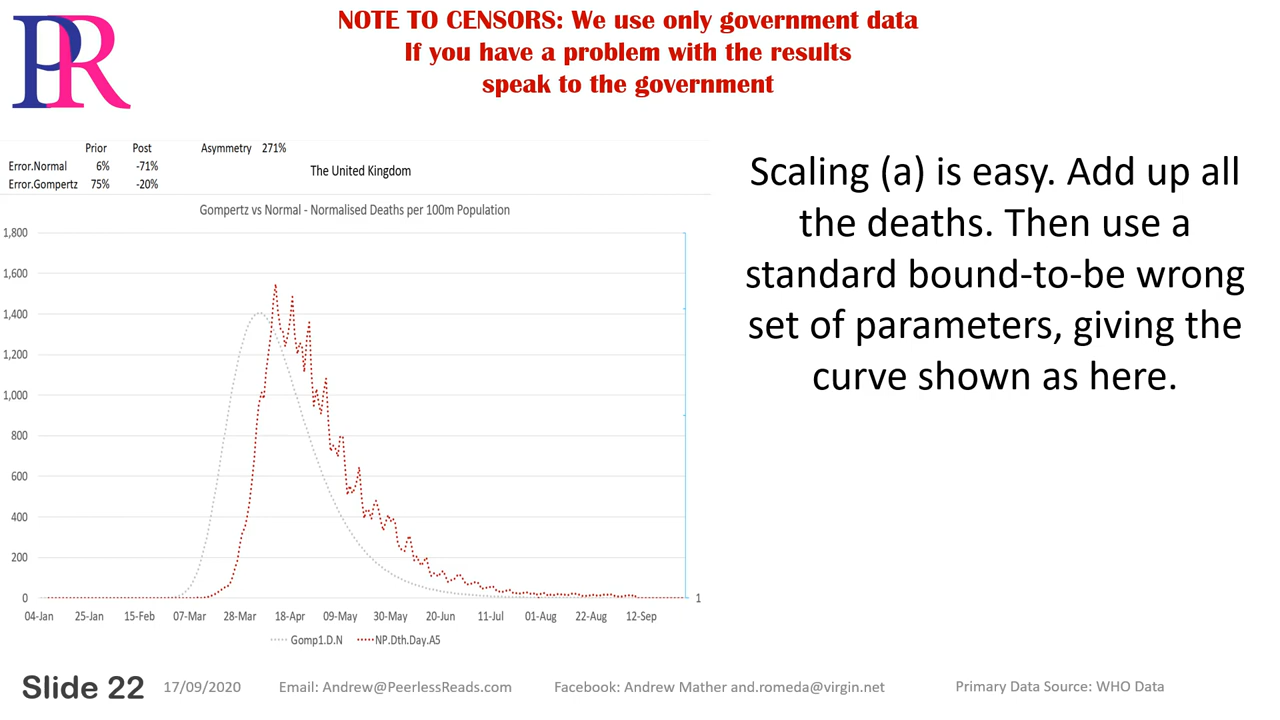 PR
NOTE TO CENSORS: We use only government data
If you have a problem with the results
speak to the government
Prior Post Asymmetry 271%
Error.Normal 6% -71%
The United Kingdom
Error.Gompertz 75% -20%
Gompertz vs Normal - Normalised Deaths per 100m Population
1,800
1,600
1,400
1,200
1,000
800
600
400
200
0
1
04-Jan 25-Jan 15-Feb 07-Mar 28-Mar 18-Apr 09-May 30-May 20-Jun 11-Jul 01-Aug 22-Aug 12-Sep
Gomp1.D.N NP.Dth.Day.A5
Scaling (a) is easy. Add up all
the deaths. Then use a
standard bound-to-be wrong
set of parameters, giving the
curve shown as here.
Slide 22 17/09/2020 Email: Andrew@PeerlessReads.com Facebook: Andrew Mather and.romeda@virgin.net Primary Data Source: WHO Data